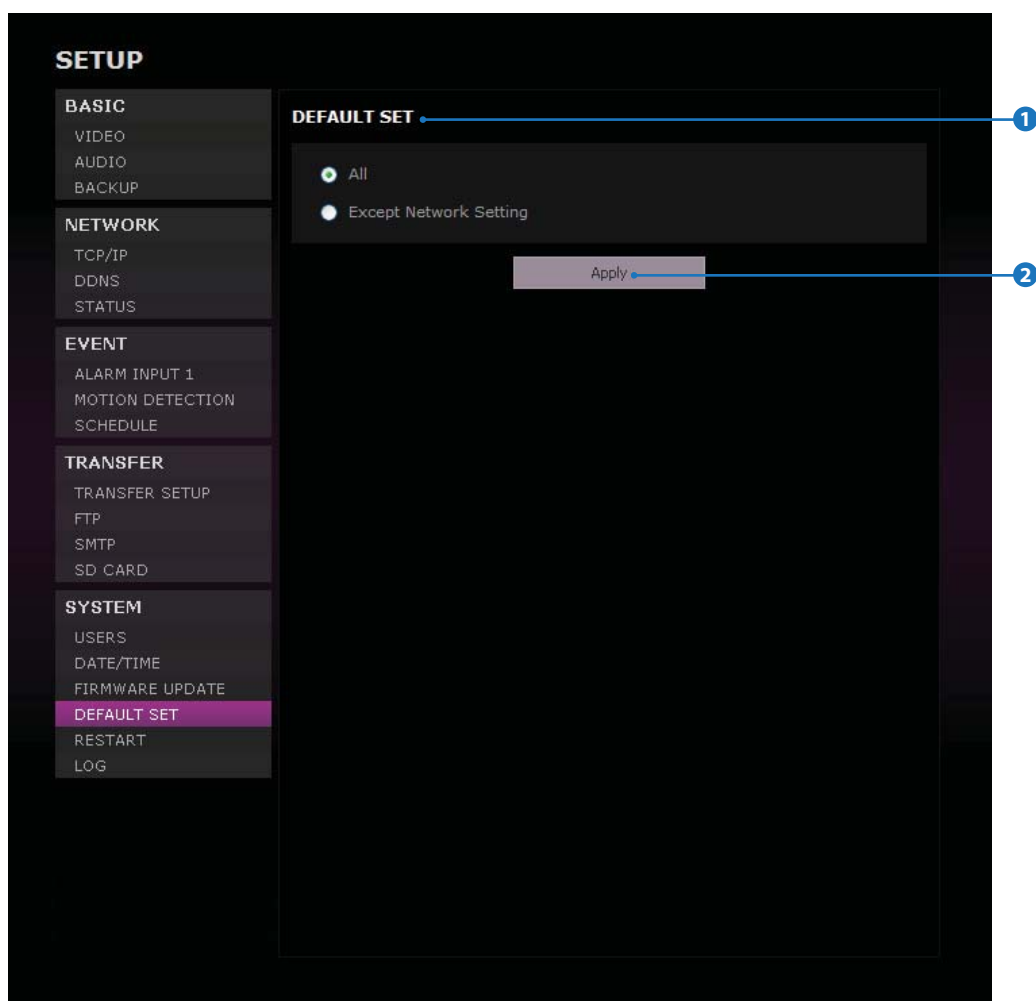 SETUP
BASIC
VIDEO
AUDIO
BACKUP
NETWORK
TCP/IP
DDNS
STATUS
EVENT
ALARM INPUT 1
MOTION DETECTION
SCHEDULE
TRANSFER
TRANSFER SETUP
FTP
SMTP
SD CARD
SYSTEM
USERS
DATE/TIME
FIRMWARE UPDATE
DEFAULT SET
RESTART
LOG
DEFAULT SET
1
All
Except Network Setting
Apply
2